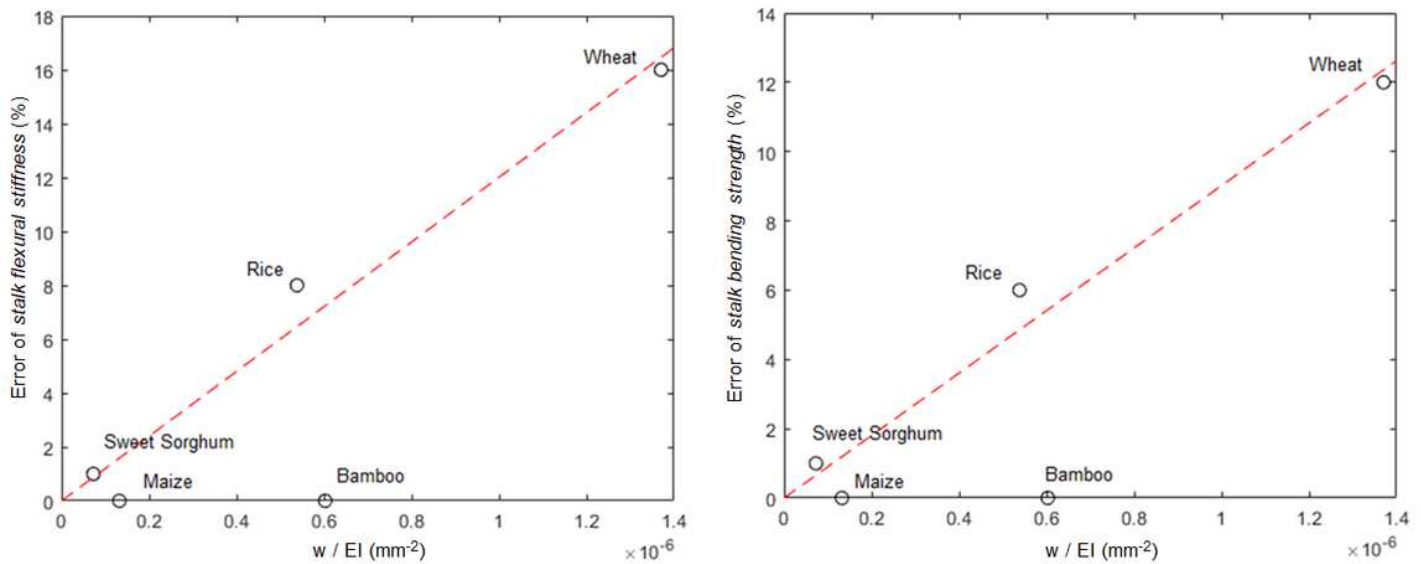 18
16
14
12
10
8
6
4
2
0
Error of stalk flexural stiffness (%)
Wheat
Rice
Sweet Sorghum
Maize
Bamboo
0 0.2 0.4 0.6 0.8 1 1.2 1.4
w / EI (mm-2)
×10-6
14
12
10
8
6
4
2
0
Error of stalk bending strength (%)
Wheat
Rice
Sweet Sorghum
Maize
Bamboo
0 0.2 0.4 0.6 0.8 1 1.2 1.4
w / EI (mm-2)
×10-6